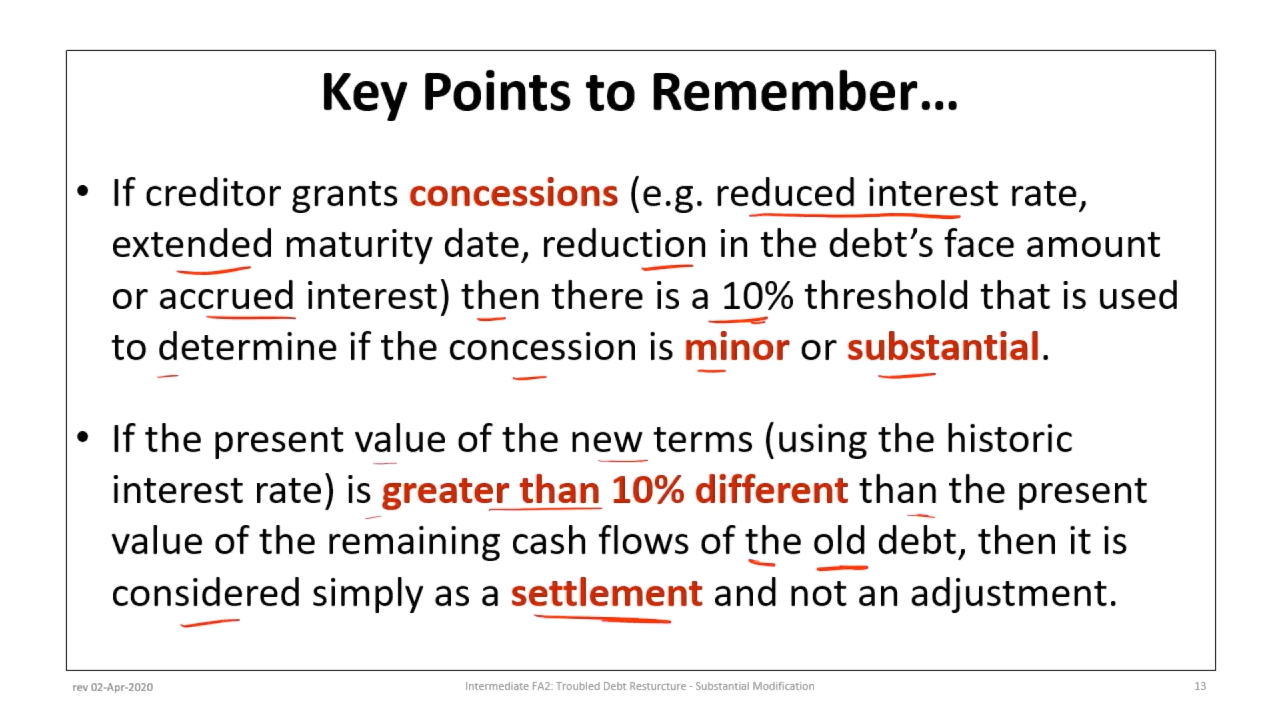 Key Points to Remember…
• If creditor grants concessions (e.g. reduced interest rate,
extended maturity date, reduction in the debt’s face amount
or accrued interest) then there is a 10% threshold that is used
to determine if the concession is minor or substantial.
• If the present value of the new terms (using the historic
interest rate) is greater than 10% different than the present
value of the remaining cash flows of the old debt, then it is
considered simply as a settlement and not an adjustment.
rev 02-Apr-2020
Intermediate FA2: Troubled Debt Resturcture - Substantial Modification
13